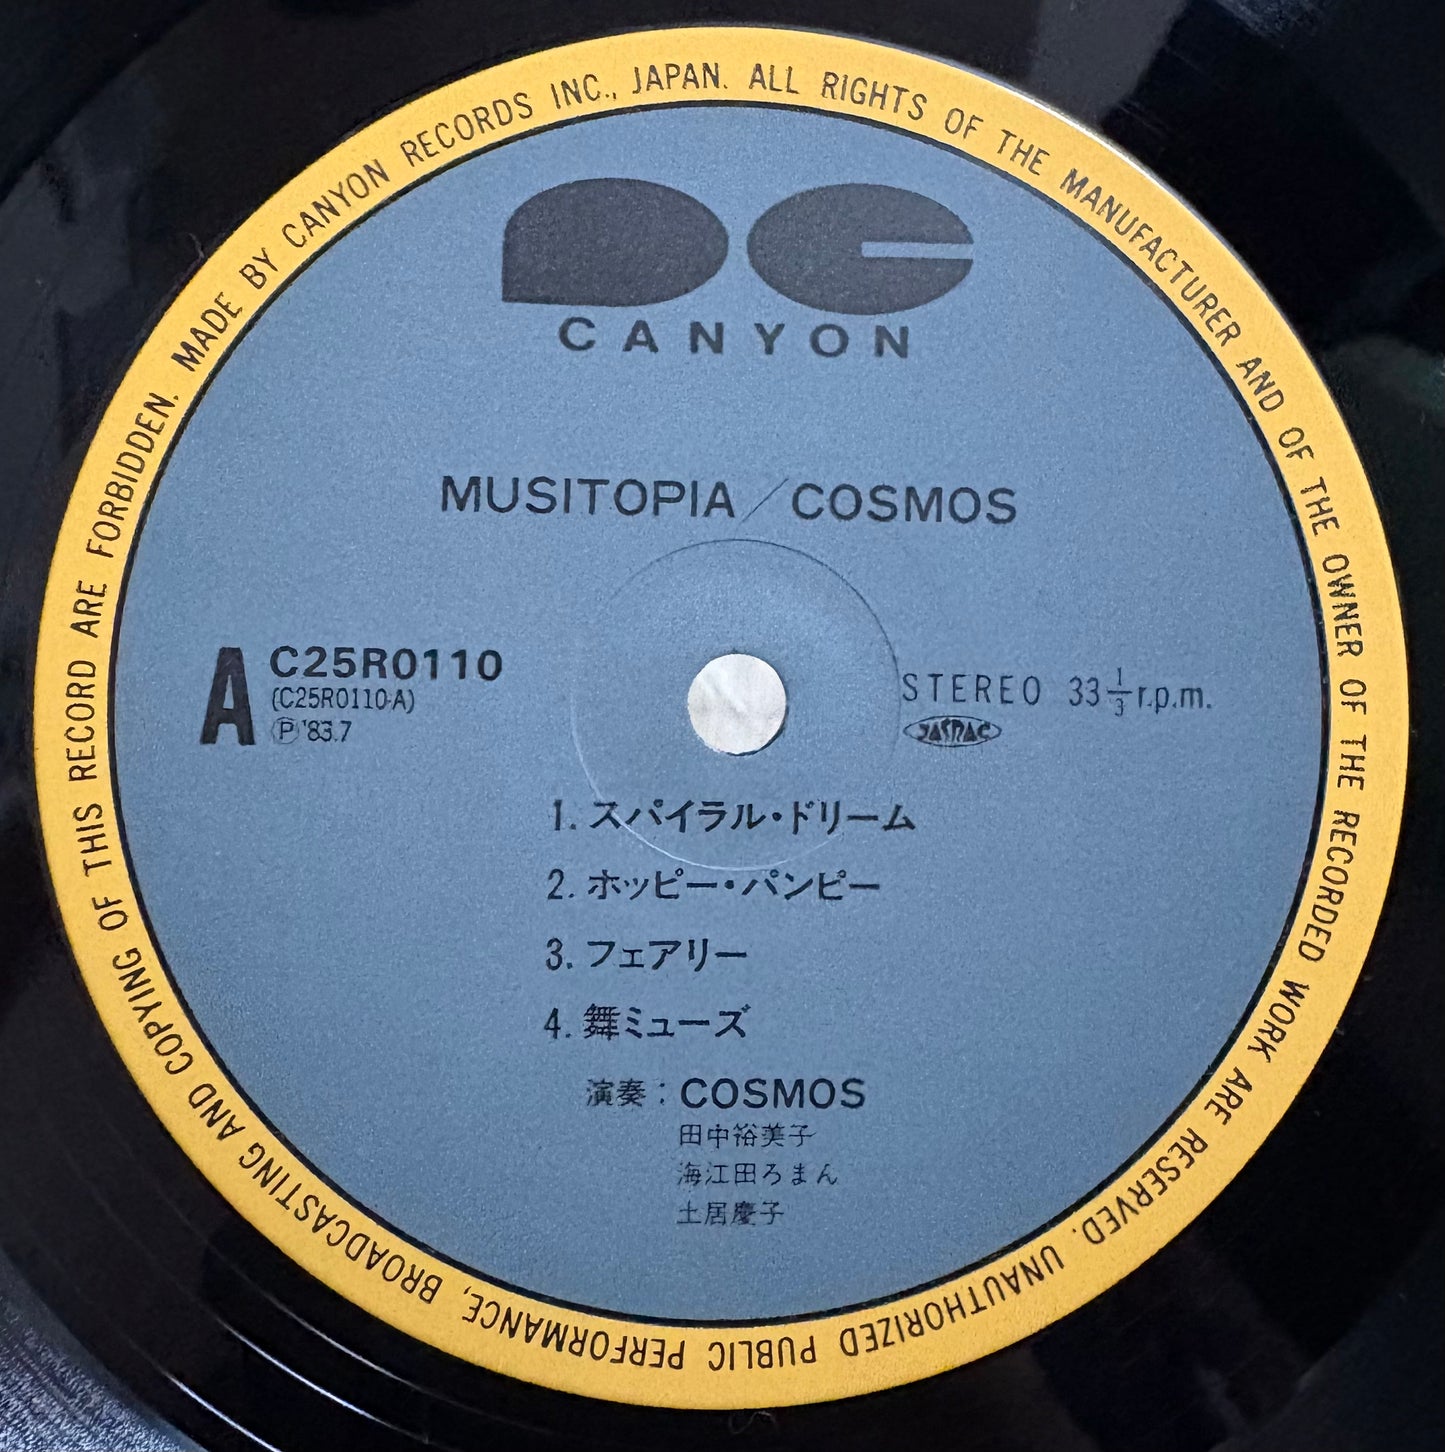 MADE BY CANYON RECORDS INC., JAPAN. ALL RIGHTS OF THE MANUFACTURER AND OF THE OWNER OF THE RECORDED WORK ARE RESERVED. UNAUTHORIZED PUBLIC PERFORMANCE, BROADCASTING AND COPYING OF THIS RECORD ARE FORBIDDEN.
CANYON
MUSITOPIA/COSMOS
A
C25R0110
(C25R0110-A)
Ⓟ'83.7
STEREO 33 1/3 r.p.m.
JASRAC
1. スパイラル・ドリーム
2. ホッピー・パンピー
3. フェアリー
4. 舞ミューズ
演奏：COSMOS
田中裕美子
海江田ろまん
土居慶子